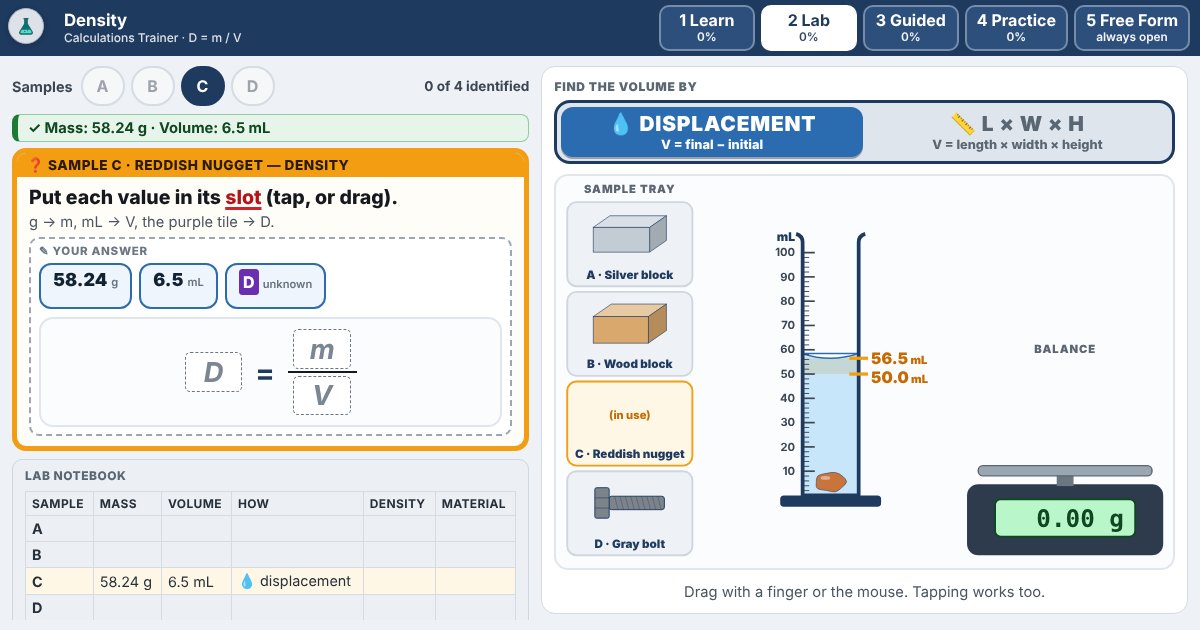 Density
Calculations Trainer · D = m / V
1 Learn
0%
2 Lab
0%
3 Guided
0%
4 Practice
0%
5 Free Form
always open
Samples A B C D 0 of 4 identified
✓ Mass: 58.24 g · Volume: 6.5 mL
❓ SAMPLE C · REDDISH NUGGET — DENSITY
Put each value in its slot (tap, or drag).
g → m, mL → V, the purple tile → D.
✎ YOUR ANSWER
58.24 g 6.5 mL D unknown
D = m
V
LAB NOTEBOOK
SAMPLE MASS VOLUME HOW DENSITY MATERIAL
A
B
C 58.24 g 6.5 mL 💧 displacement
D
FIND THE VOLUME BY
💧 DISPLACEMENT
V = final − initial
📏 L × W × H
V = length × width × height
SAMPLE TRAY
A · Silver block
B · Wood block
(in use)
C · Reddish nugget
D · Gray bolt
mL
100
90
80
70
60
50
40
30
20
10
56.5 mL
50.0 mL
BALANCE
0.00 g
Drag with a finger or the mouse. Tapping works too.